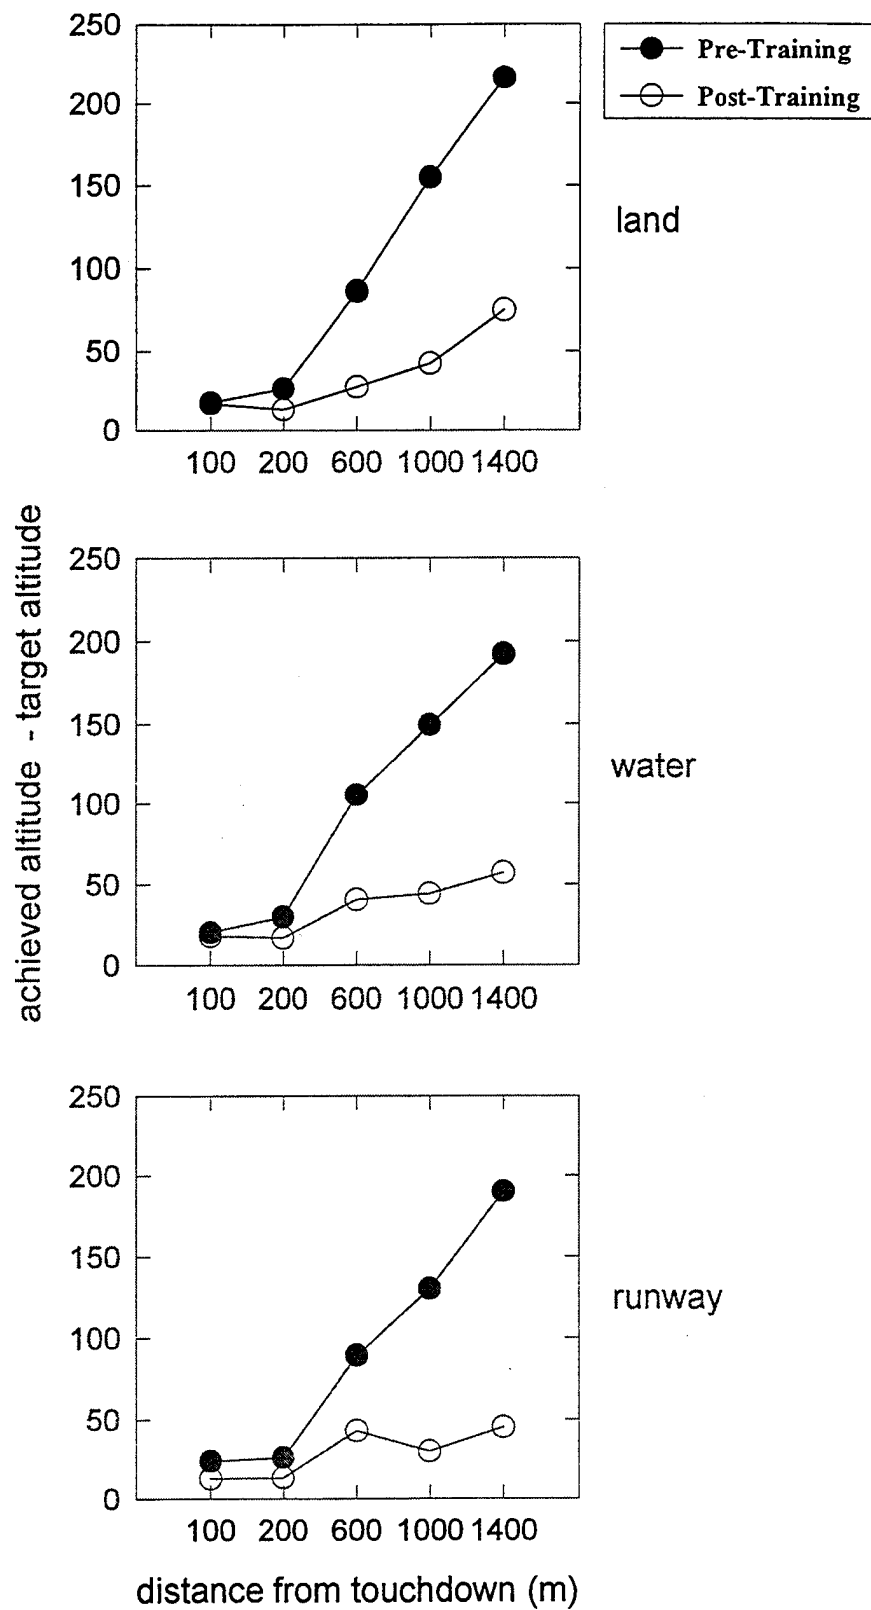 250
200
150
100
50
0
100 200 600 1000 1400
Pre-Training
Post-Training
land
achieved altitude - target altitude
250
200
150
100
50
0
100 200 600 1000 1400
water
250
200
150
100
50
0
100 200 600 1000 1400
runway
distance from touchdown (m)